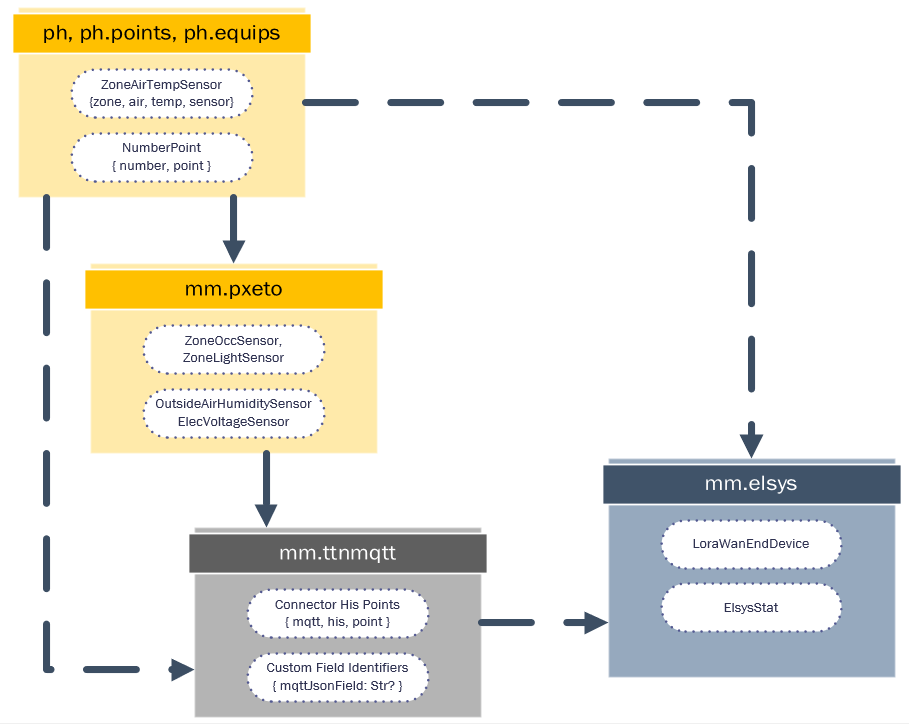 ph, ph.points, ph.equips
ZoneAirTempSensor
{zone, air, temp, sensor}
NumberPoint
{ number, point }
mm.pxeto
ZoneOccSensor,
ZoneLightSensor
OutsideAirHumiditySensor
ElecVoltageSensor
mm.ttnmqtt
Connector His Points
{ mqtt, his, point }
Custom Field Identifiers
{ mqttJsonField: Str? }
mm.elsys
LoraWanEndDevice
ElsysStat